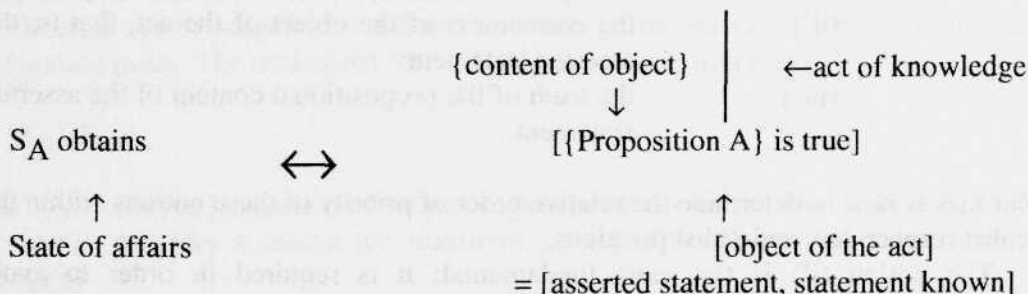 {content of object} ←act of knowledge
↓
S_A obtains ↔ [{Proposition A} is true]
↑ ↑
State of affairs [object of the act]
= [asserted statement, statement known]